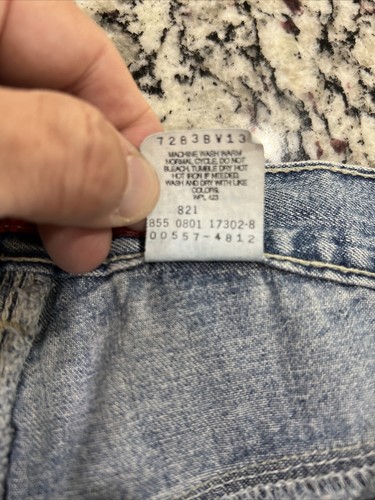 7283BV13
MACHINE WASH WARM
NORMAL CYCLE. DO NOT
BLEACH. TUMBLE DRY
HOT IRON IF NEEDED.
WASH AND DRY WITH LIKE
COLORS.
WPL 423
821
855 0801 17302-8
00557-4812